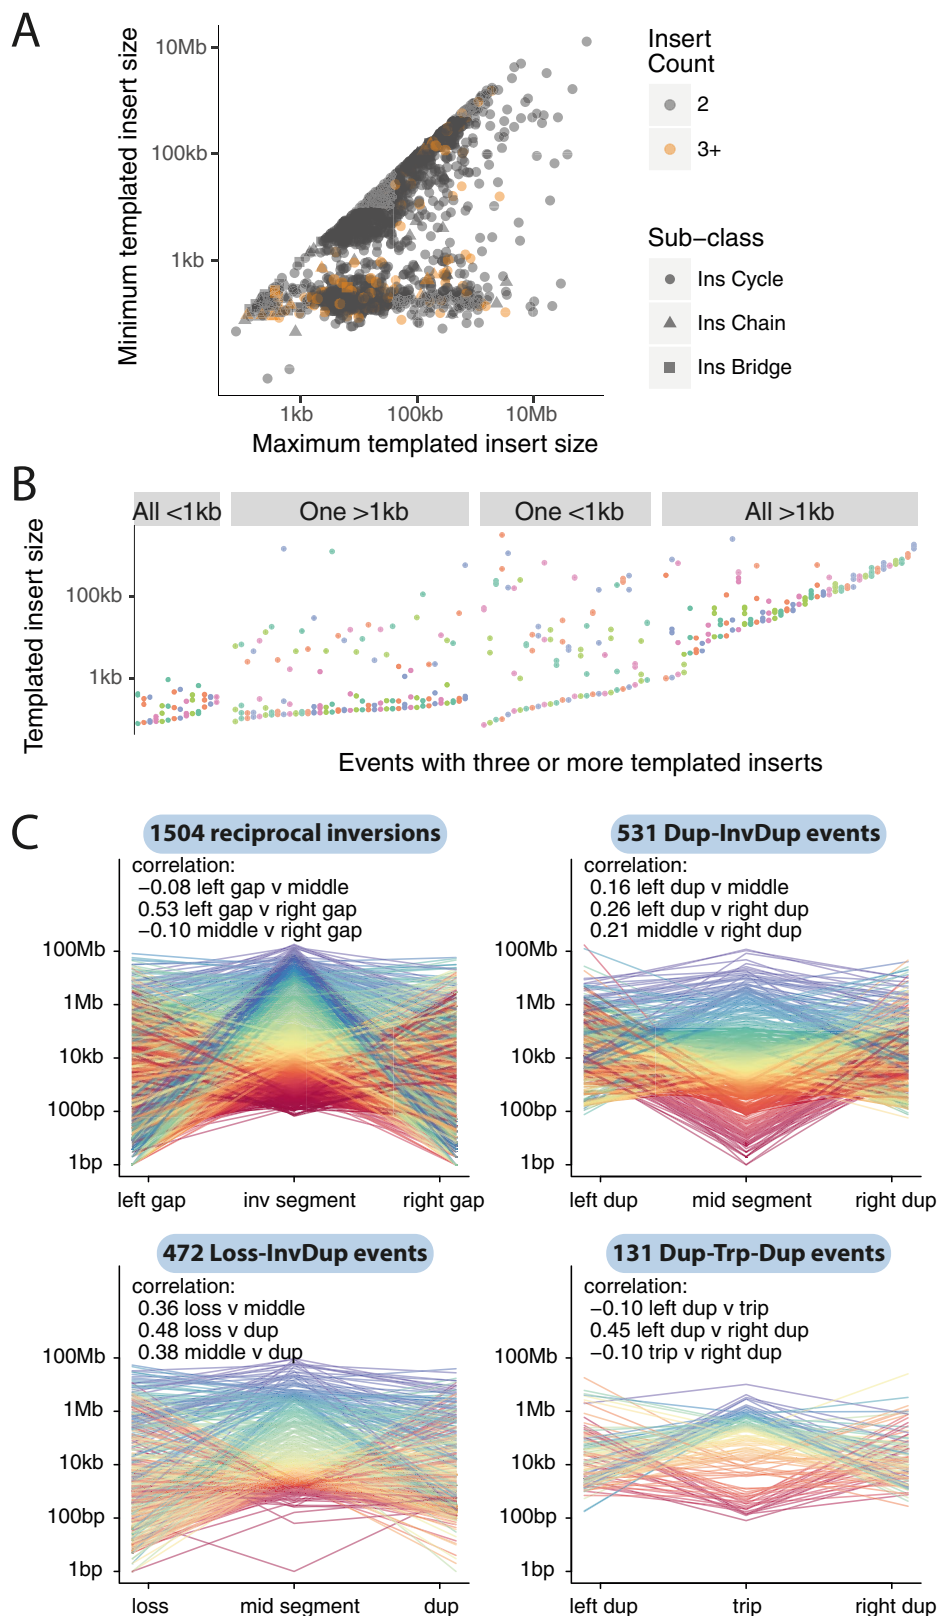 A
Minimum templated insert size
10Mb
100kb
1kb
1kb
100kb
10Mb
Maximum templated insert size
Insert
Count
2
3+
Sub−class
Ins Cycle
Ins Chain
Ins Bridge
B
Templated insert size
All <1kb
One >1kb
One <1kb
All >1kb
100kb
1kb
Events with three or more templated inserts
C
1504 reciprocal inversions
correlation:
−0.08 left gap v middle
0.53 left gap v right gap
−0.10 middle v right gap
100Mb
1Mb
10kb
100bp
1bp
left gap
inv segment
right gap
531 Dup-InvDup events
correlation:
0.16 left dup v middle
0.26 left dup v right dup
0.21 middle v right dup
100Mb
1Mb
10kb
100bp
1bp
left dup
mid segment
right dup
472 Loss-InvDup events
correlation:
0.36 loss v middle
0.48 loss v dup
0.38 middle v dup
100Mb
1Mb
10kb
100bp
1bp
loss
mid segment
dup
131 Dup-Trp-Dup events
correlation:
−0.10 left dup v trip
0.45 left dup v right dup
−0.10 trip v right dup
100Mb
1Mb
10kb
100bp
1bp
left dup
trip
right dup